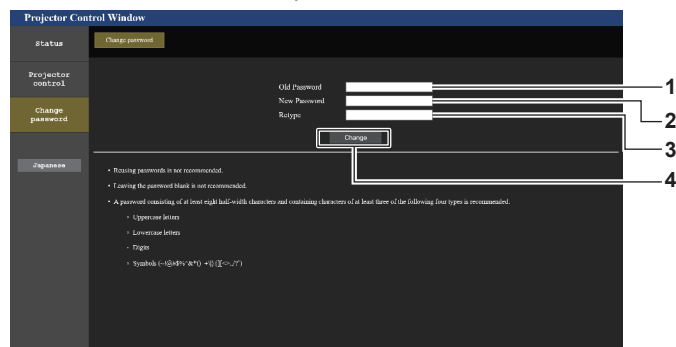 Projector Control Window
Status
Change password
Projector
control
Change
password
Japanese
Old Password
1
New Password
2
Retype
3
Change
4
• Reusing passwords is not recommended.
• Leaving the password blank is not recommended.
• A password consisting of at least eight half-width characters and containing characters of at least three of the following four types is recommended.
◦ Uppercase letters
◦ Lowercase letters
◦ Digits
◦ Symbols